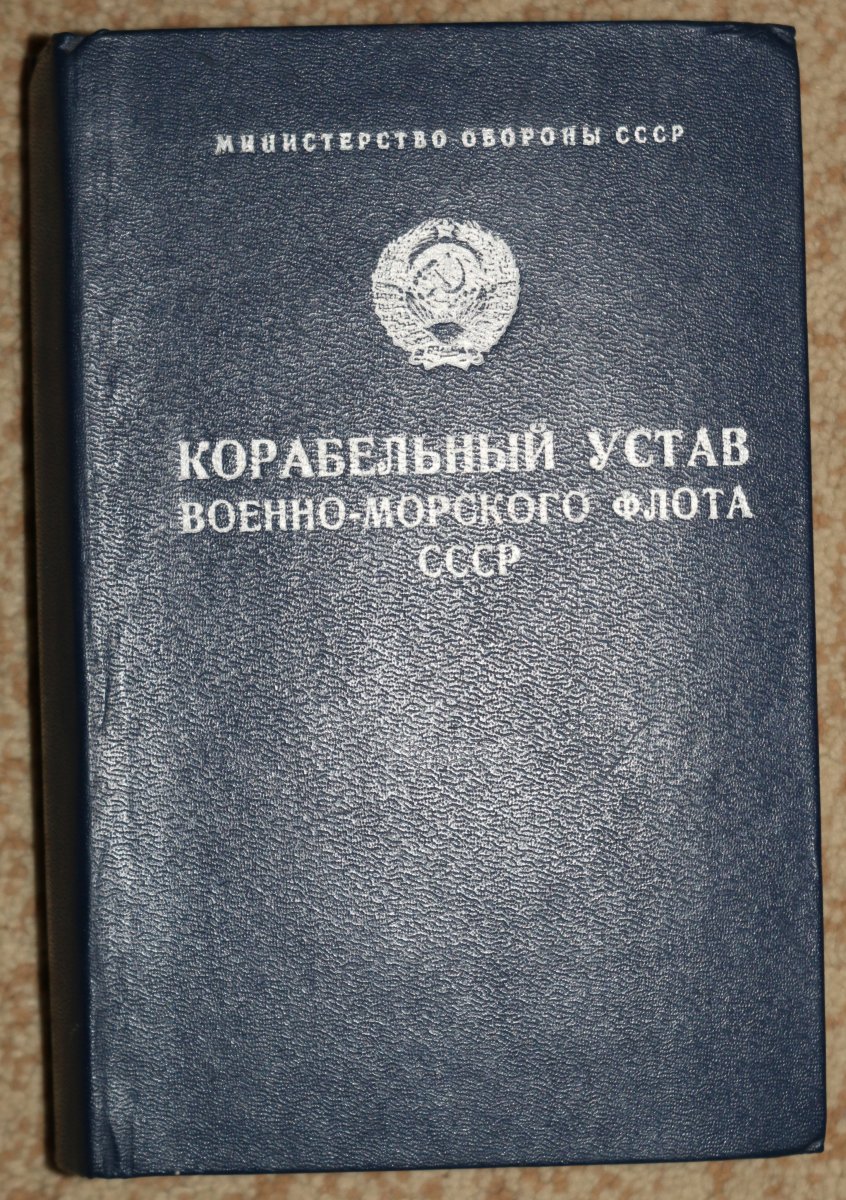 МИНИСТЕРСТВО ОБОРОНЫ СССР
КОРАБЕЛЬНЫЙ УСТАВ
ВОЕННО-МОРСКОГО ФЛОТА
СССР